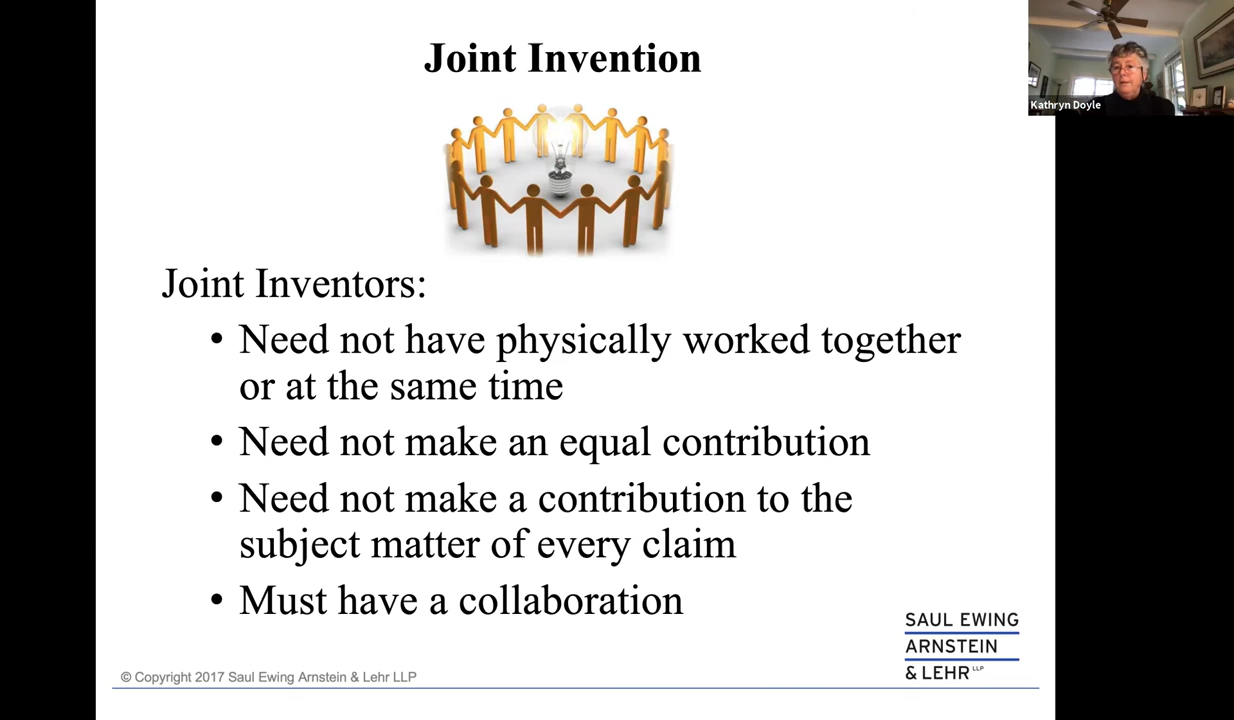 Joint Invention
Kathryn Doyle
Joint Inventors:
• Need not have physically worked together
or at the same time
• Need not make an equal contribution
• Need not make a contribution to the
subject matter of every claim
• Must have a collaboration
SAUL EWING
ARNSTEIN
& LEHR LLP
© Copyright 2017 Saul Ewing Arnstein & Lehr LLP